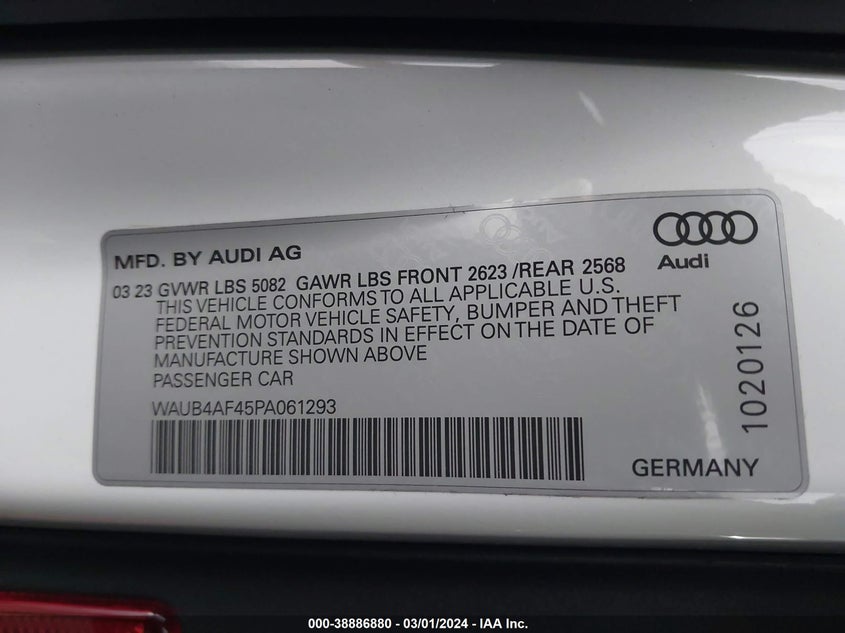 MFD. BY AUDI AG
Audi
03 23 GVWR LBS 5082 GAWR LBS FRONT 2623 /REAR 2568
THIS VEHICLE CONFORMS TO ALL APPLICABLE U.S.
FEDERAL MOTOR VEHICLE SAFETY, BUMPER AND THEFT
PREVENTION STANDARDS IN EFFECT ON THE DATE OF
MANUFACTURE SHOWN ABOVE
PASSENGER CAR
WAUB4AF45PA061293
1020126
GERMANY
000-38886880 - 03/01/2024 - IAA Inc.